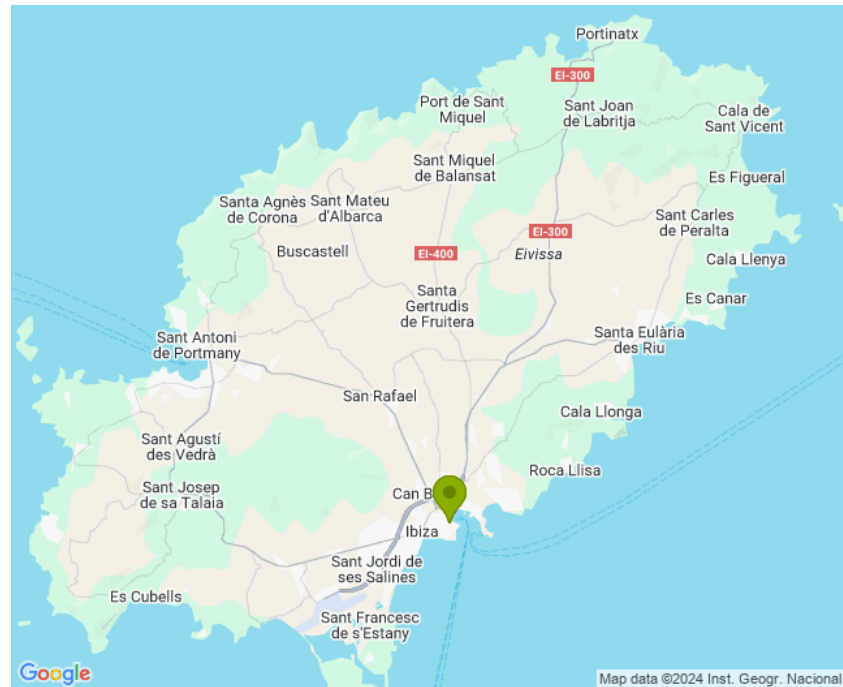 Portinatx
EI-300
Port de Sant
Miquel
Sant Joan
de Labritja
Cala de
Sant Vicent
Sant Miquel
de Balansat
Es Figueral
Santa Agnès
de Corona
Sant Mateu
d'Albarca
Sant Carles
de Peralta
EI-300
Buscastell
EI-400
Eivissa
Cala Llenya
Santa
Gertrudis
de Fruitera
Es Canar
Sant Antoni
de Portmany
Santa Eulària
des Riu
San Rafael
Cala Llonga
Sant Agustí
des Vedrà
Roca Llisa
Sant Josep
de sa Talaia
Can B
Ibiza
Sant Jordi de
ses Salines
Es Cubells
Sant Francesc
de s'Estany
Google
Map data ©2024 Inst. Geogr. Nacional